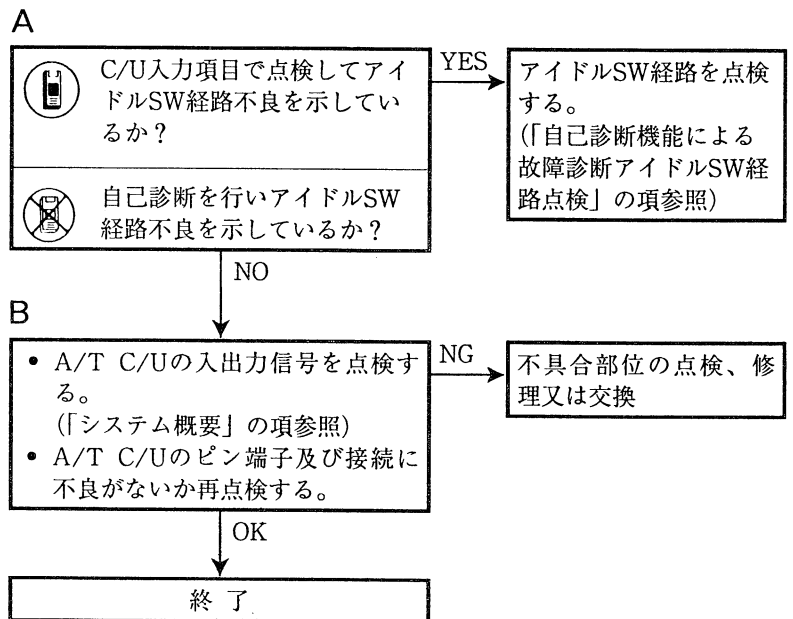 A
C/U入力項目で点検してアイ
ドルSW経路不良を示してい
るか？
自己診断を行いアイドルSW
経路不良を示しているか？
YES
アイドルSW経路を点検
する。
(「自己診断機能による
故障診断アイドルSW経
路点検」の項参照)
NO
B
• A/T C/Uの入出力信号を点検す
る。
(「システム概要」の項参照)
• A/T C/Uのピン端子及び接続に
不良がないか再点検する。
NG
不具合部位の点検、修
理又は交換
OK
終 了